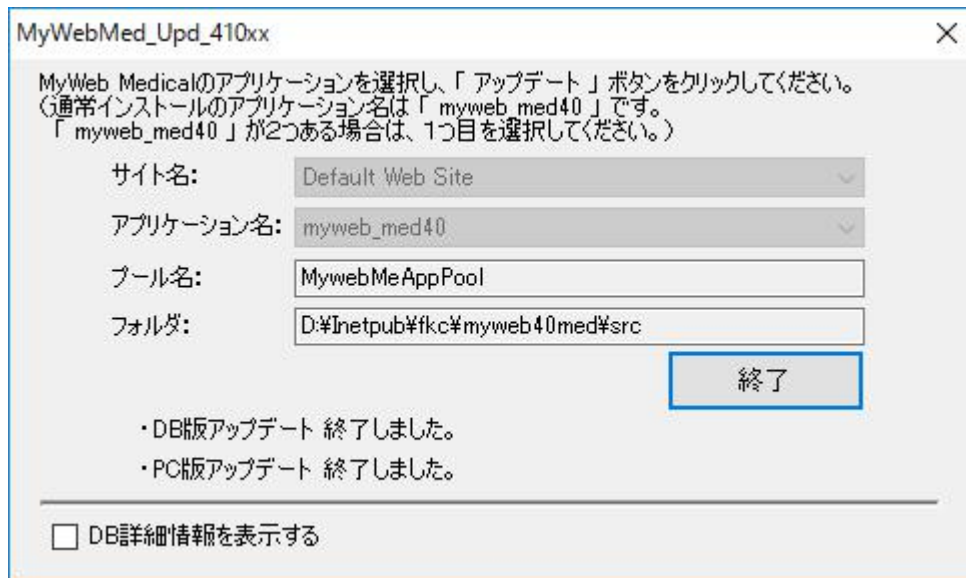 MyWebMed_Upd_410xx
MyWeb Medicalのアプリケーションを選択し、「 アップデート 」ボタンをクリックしてください。
(通常インストールのアプリケーション名は「 myweb_med40 」です。
「 myweb_med40 」が2つある場合は、1つ目を選択してください。)
サイト名: Default Web Site
アプリケーション名: myweb_med40
プール名: MywebMeAppPool
フォルダ: D:¥Inetpub¥fkc¥myweb40med¥src
終了
・DB版アップデート 終了しました。
・PC版アップデート 終了しました。
DB詳細情報を表示する